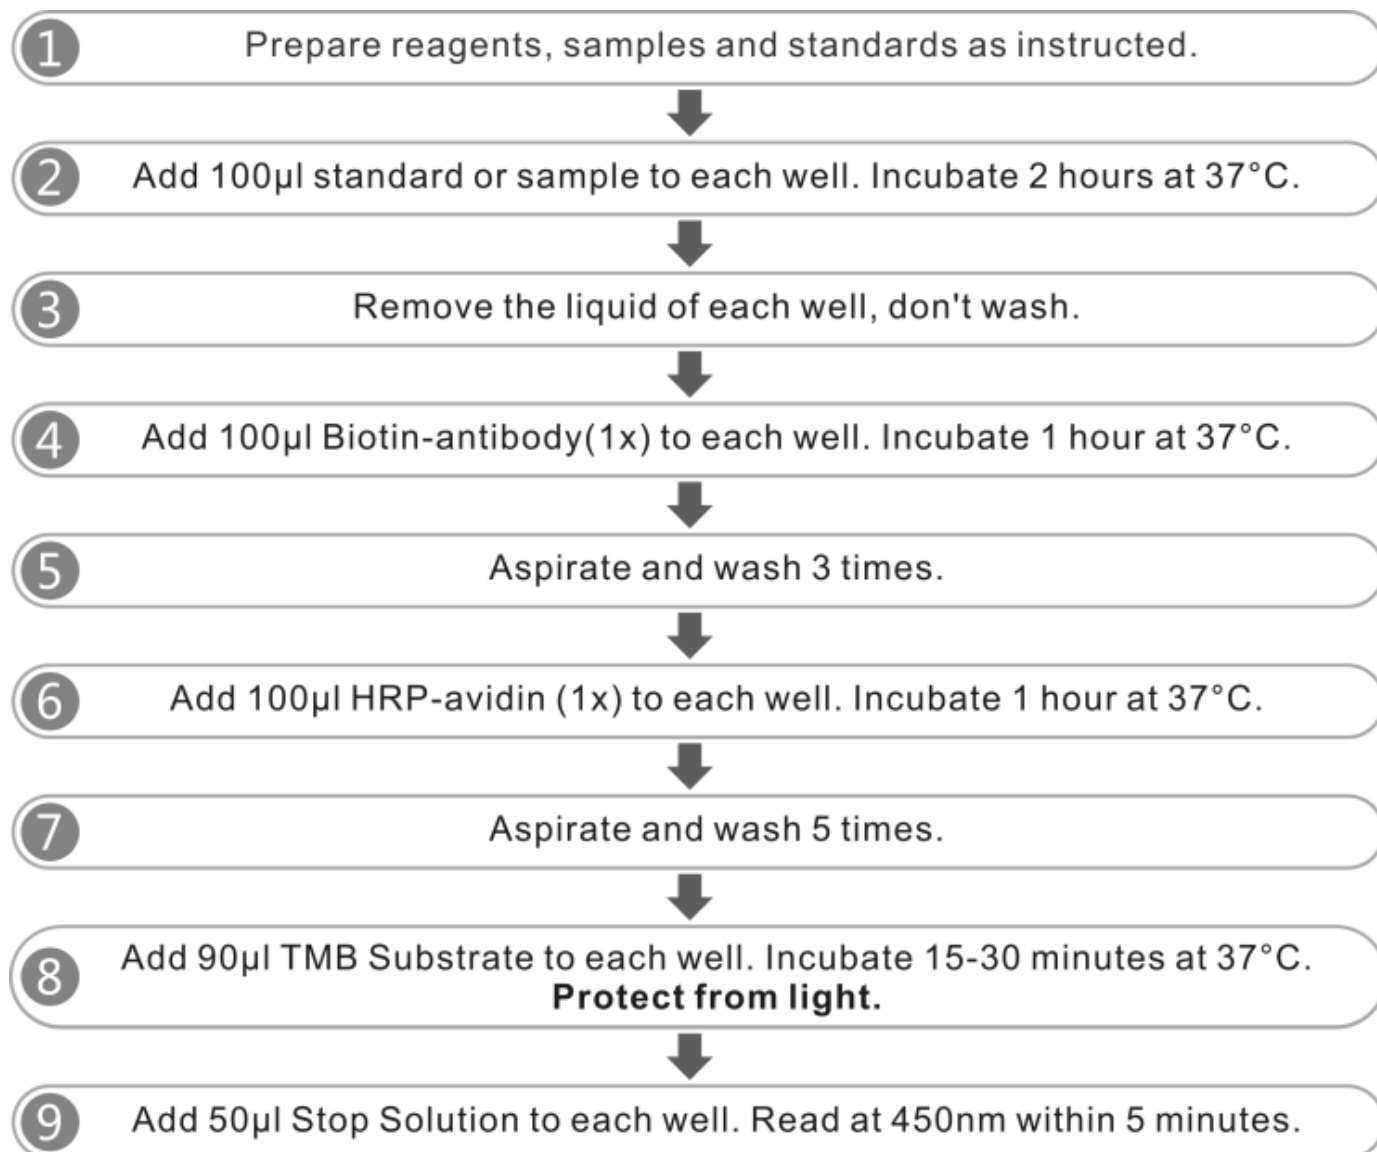 1 Prepare reagents, samples and standards as instructed.
2 Add 100µl standard or sample to each well. Incubate 2 hours at 37°C.
3 Remove the liquid of each well, don't wash.
4 Add 100µl Biotin-antibody(1x) to each well. Incubate 1 hour at 37°C.
5 Aspirate and wash 3 times.
6 Add 100µl HRP-avidin (1x) to each well. Incubate 1 hour at 37°C.
7 Aspirate and wash 5 times.
8 Add 90µl TMB Substrate to each well. Incubate 15-30 minutes at 37°C.
Protect from light.
9 Add 50µl Stop Solution to each well. Read at 450nm within 5 minutes.